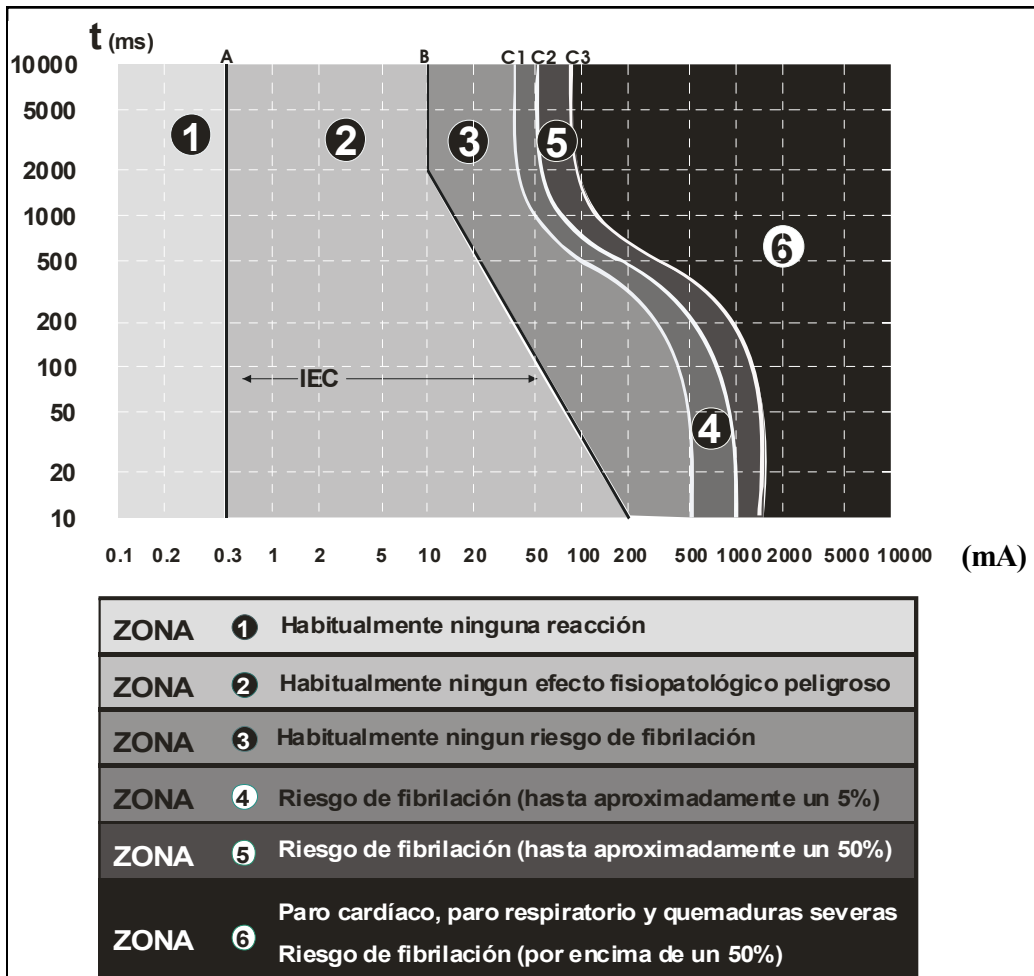 t (ms)
A B C1 C2 C3
10000
5000
2000
1000
500
200
100
50
20
10
1 2 3 5
6
IEC
4
0.1 0.2 0.3 1 2 5 10 20 50 100 200 500 1000 2000 5000 10000 (mA)
ZONA 1 Habitualmente ninguna reacción
ZONA 2 Habitualmente ningun efecto fisiopatológico peligroso
ZONA 3 Habitualmente ningun riesgo de fibrilación
ZONA 4 Riesgo de fibrilación (hasta aproximadamente un 5%)
ZONA 5 Riesgo de fibrilación (hasta aproximadamente un 50%)
ZONA 6 Paro cardíaco, paro respiratorio y quemaduras severas
Riesgo de fibrilación (por encima de un 50%)